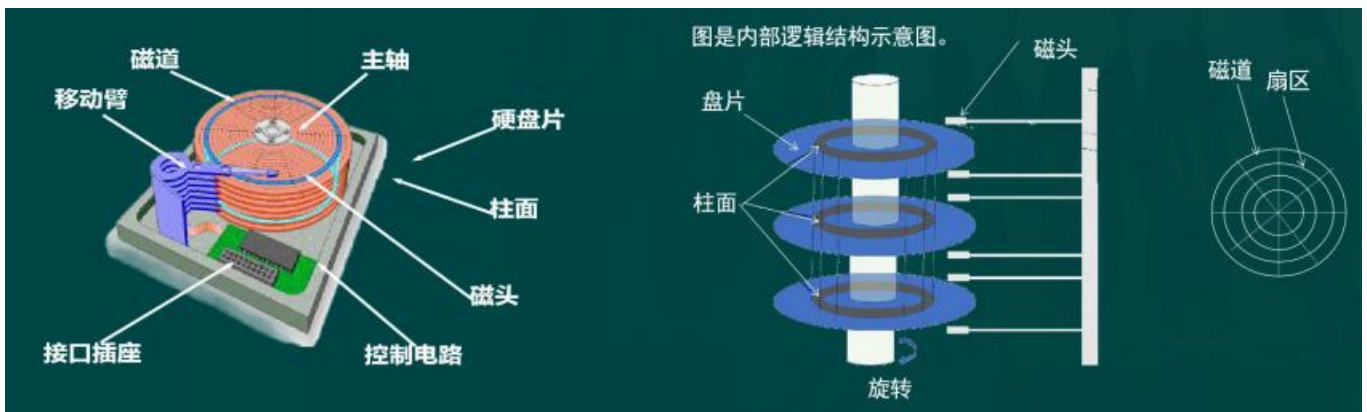 磁道
主轴
移动臂
硬盘片
柱面
磁头
接口插座
控制电路
图是内部逻辑结构示意图。
磁头
盘片
柱面
旋转
磁道
扇区